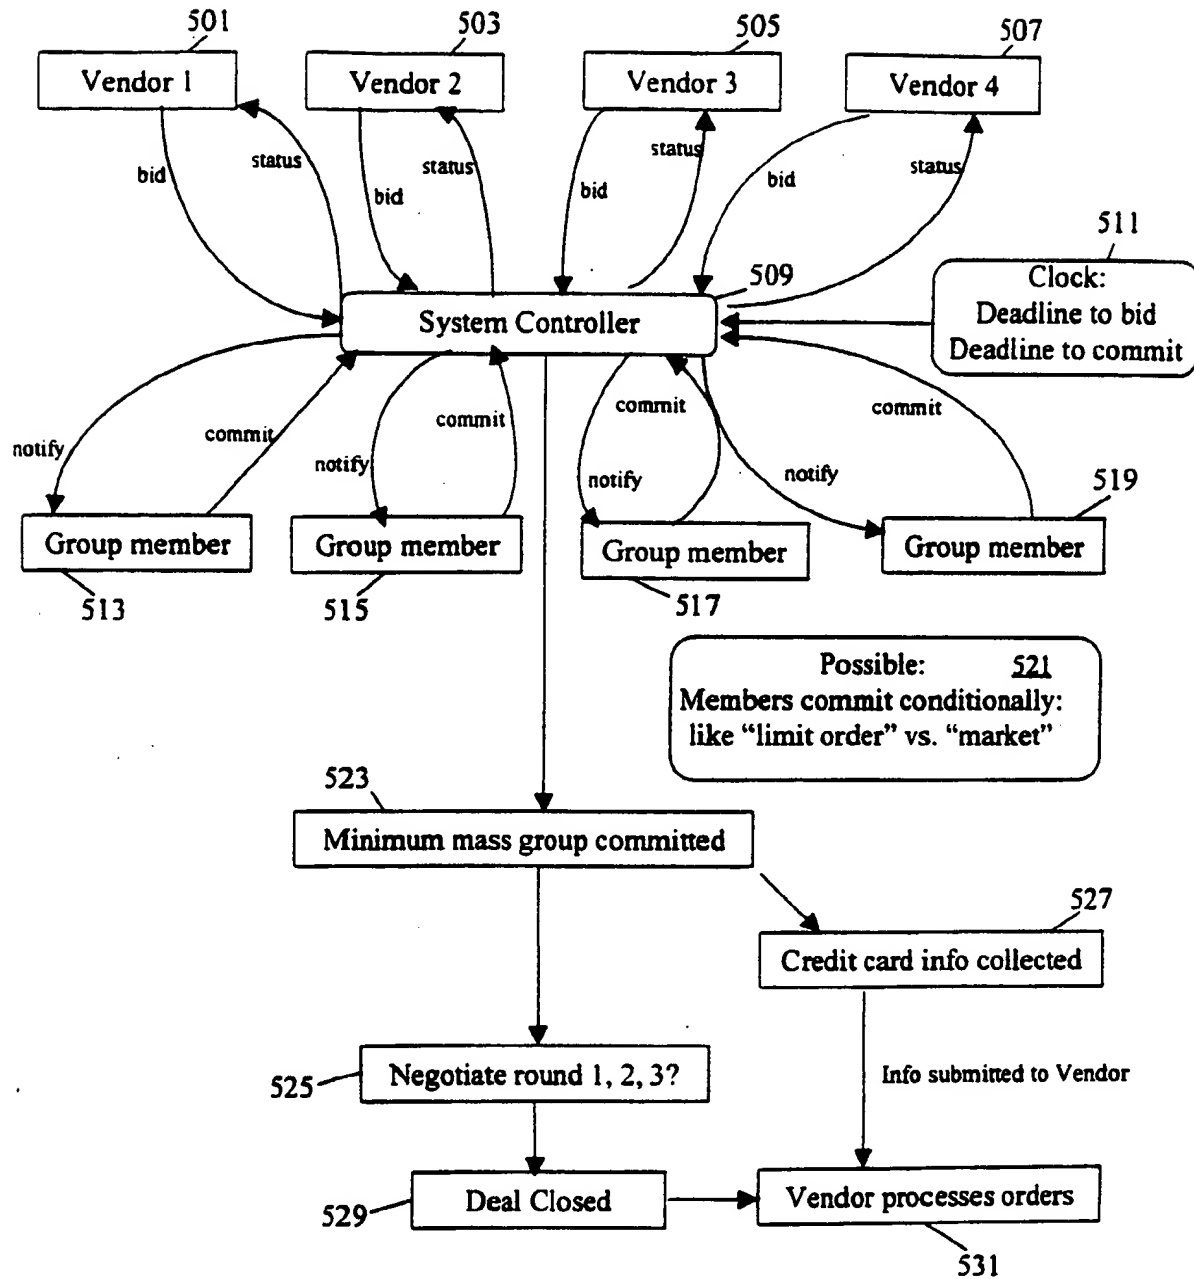 501
503
505
507
Vendor 1
Vendor 2
Vendor 3
Vendor 4
bid
status
bid
status
bid
status
bid
status
511
509
Clock:
Deadline to bid
Deadline to commit
System Controller
notify
commit
notify
commit
notify
commit
notify
commit
519
Group member
Group member
Group member
Group member
513
515
517
Possible: 521
Members commit conditionally:
like “limit order” vs. “market”
523
Minimum mass group committed
527
Credit card info collected
525
Negotiate round 1, 2, 3?
Info submitted to Vendor
529
Deal Closed
Vendor processes orders
531